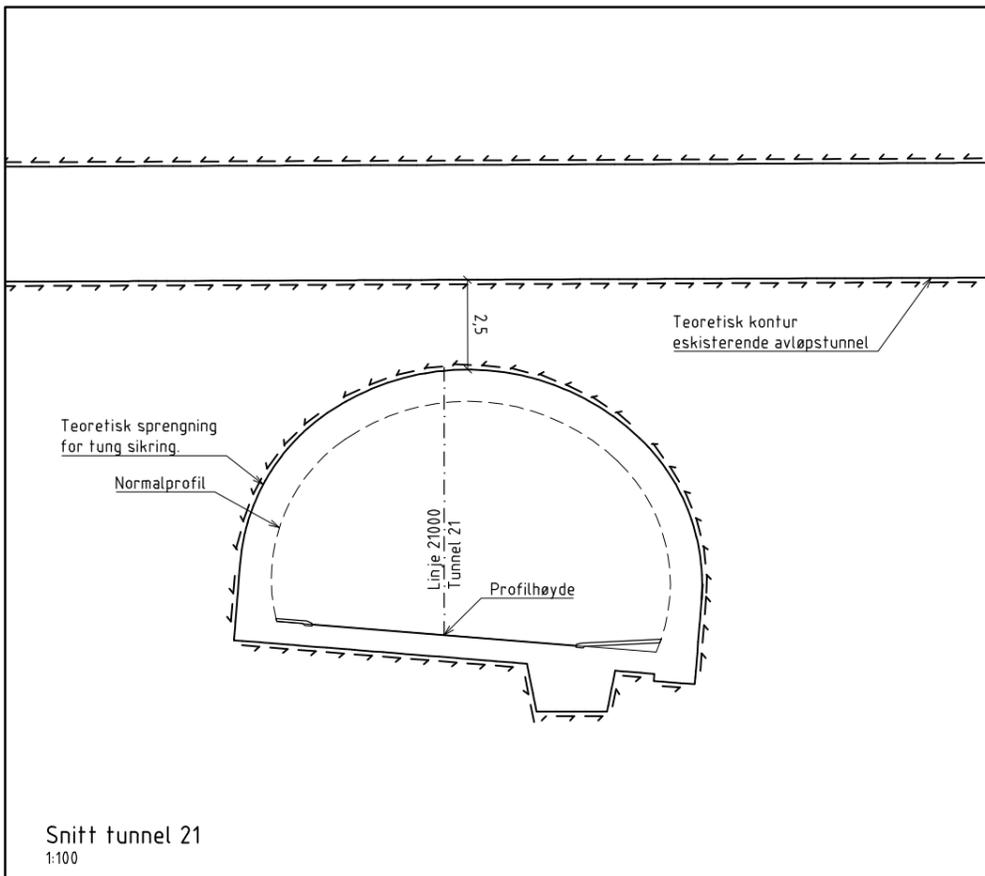 2,5
Teoretisk kontur
eskisterende avløpstunnel
Teoretisk sprengning
for tung sikring.
Normalprofil
Linje 21000
Tunnel 21
Profilhøyde
Snitt tunnel 21
1:100